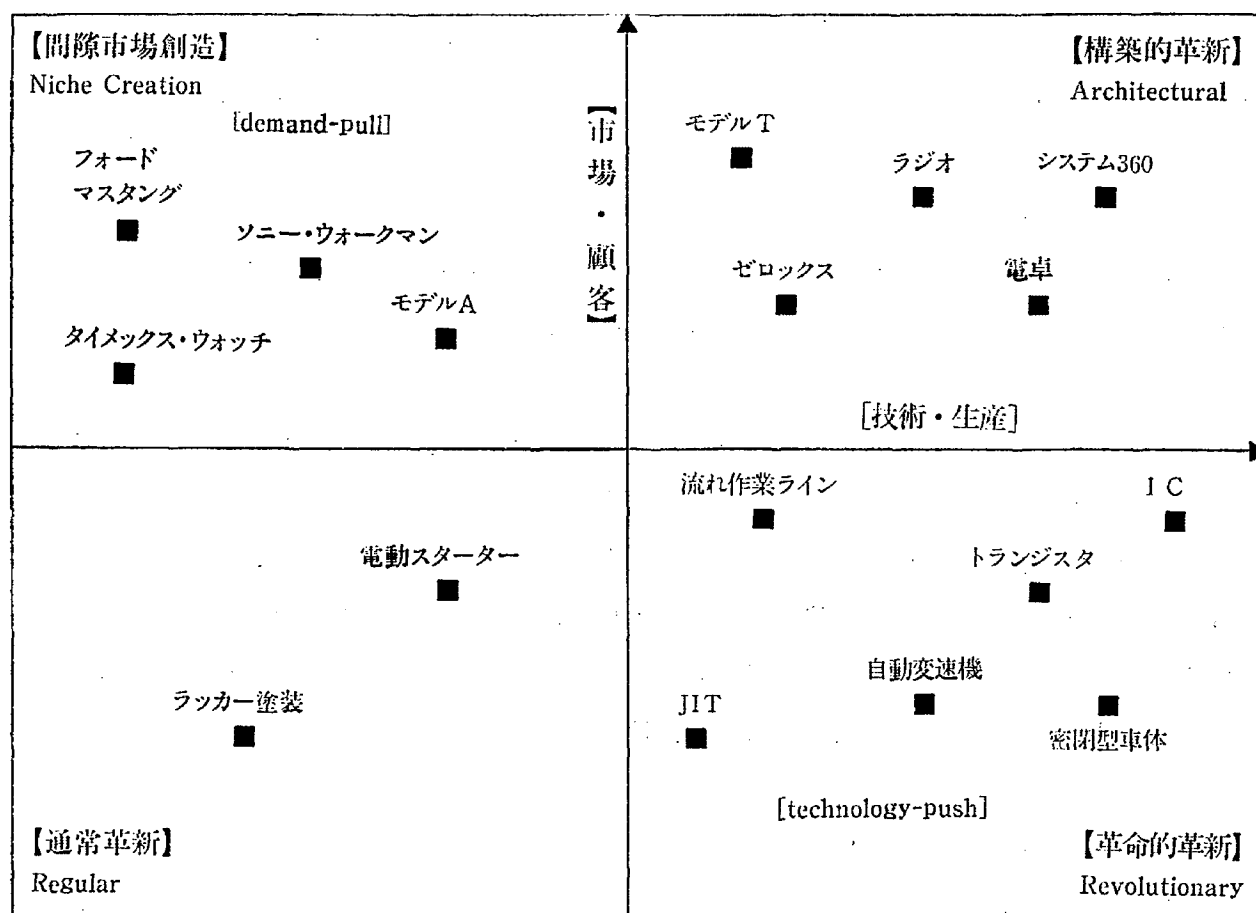 【間隙市場創造】
Niche Creation
[demand-pull]
フォード
マスタング
ソニー・ウォークマン
モデルA
タイメックス・ウォッチ
【市場・顧客】
【構築的革新】
Architectural
モデルT
ラジオ
システム360
ゼロックス
電卓
[技術・生産]
電動スターター
ラッカー塗装
【通常革新】
Regular
流れ作業ライン
IC
トランジスタ
自動変速機
JIT
密閉型車体
[technology-push]
【革命的革新】
Revolutionary